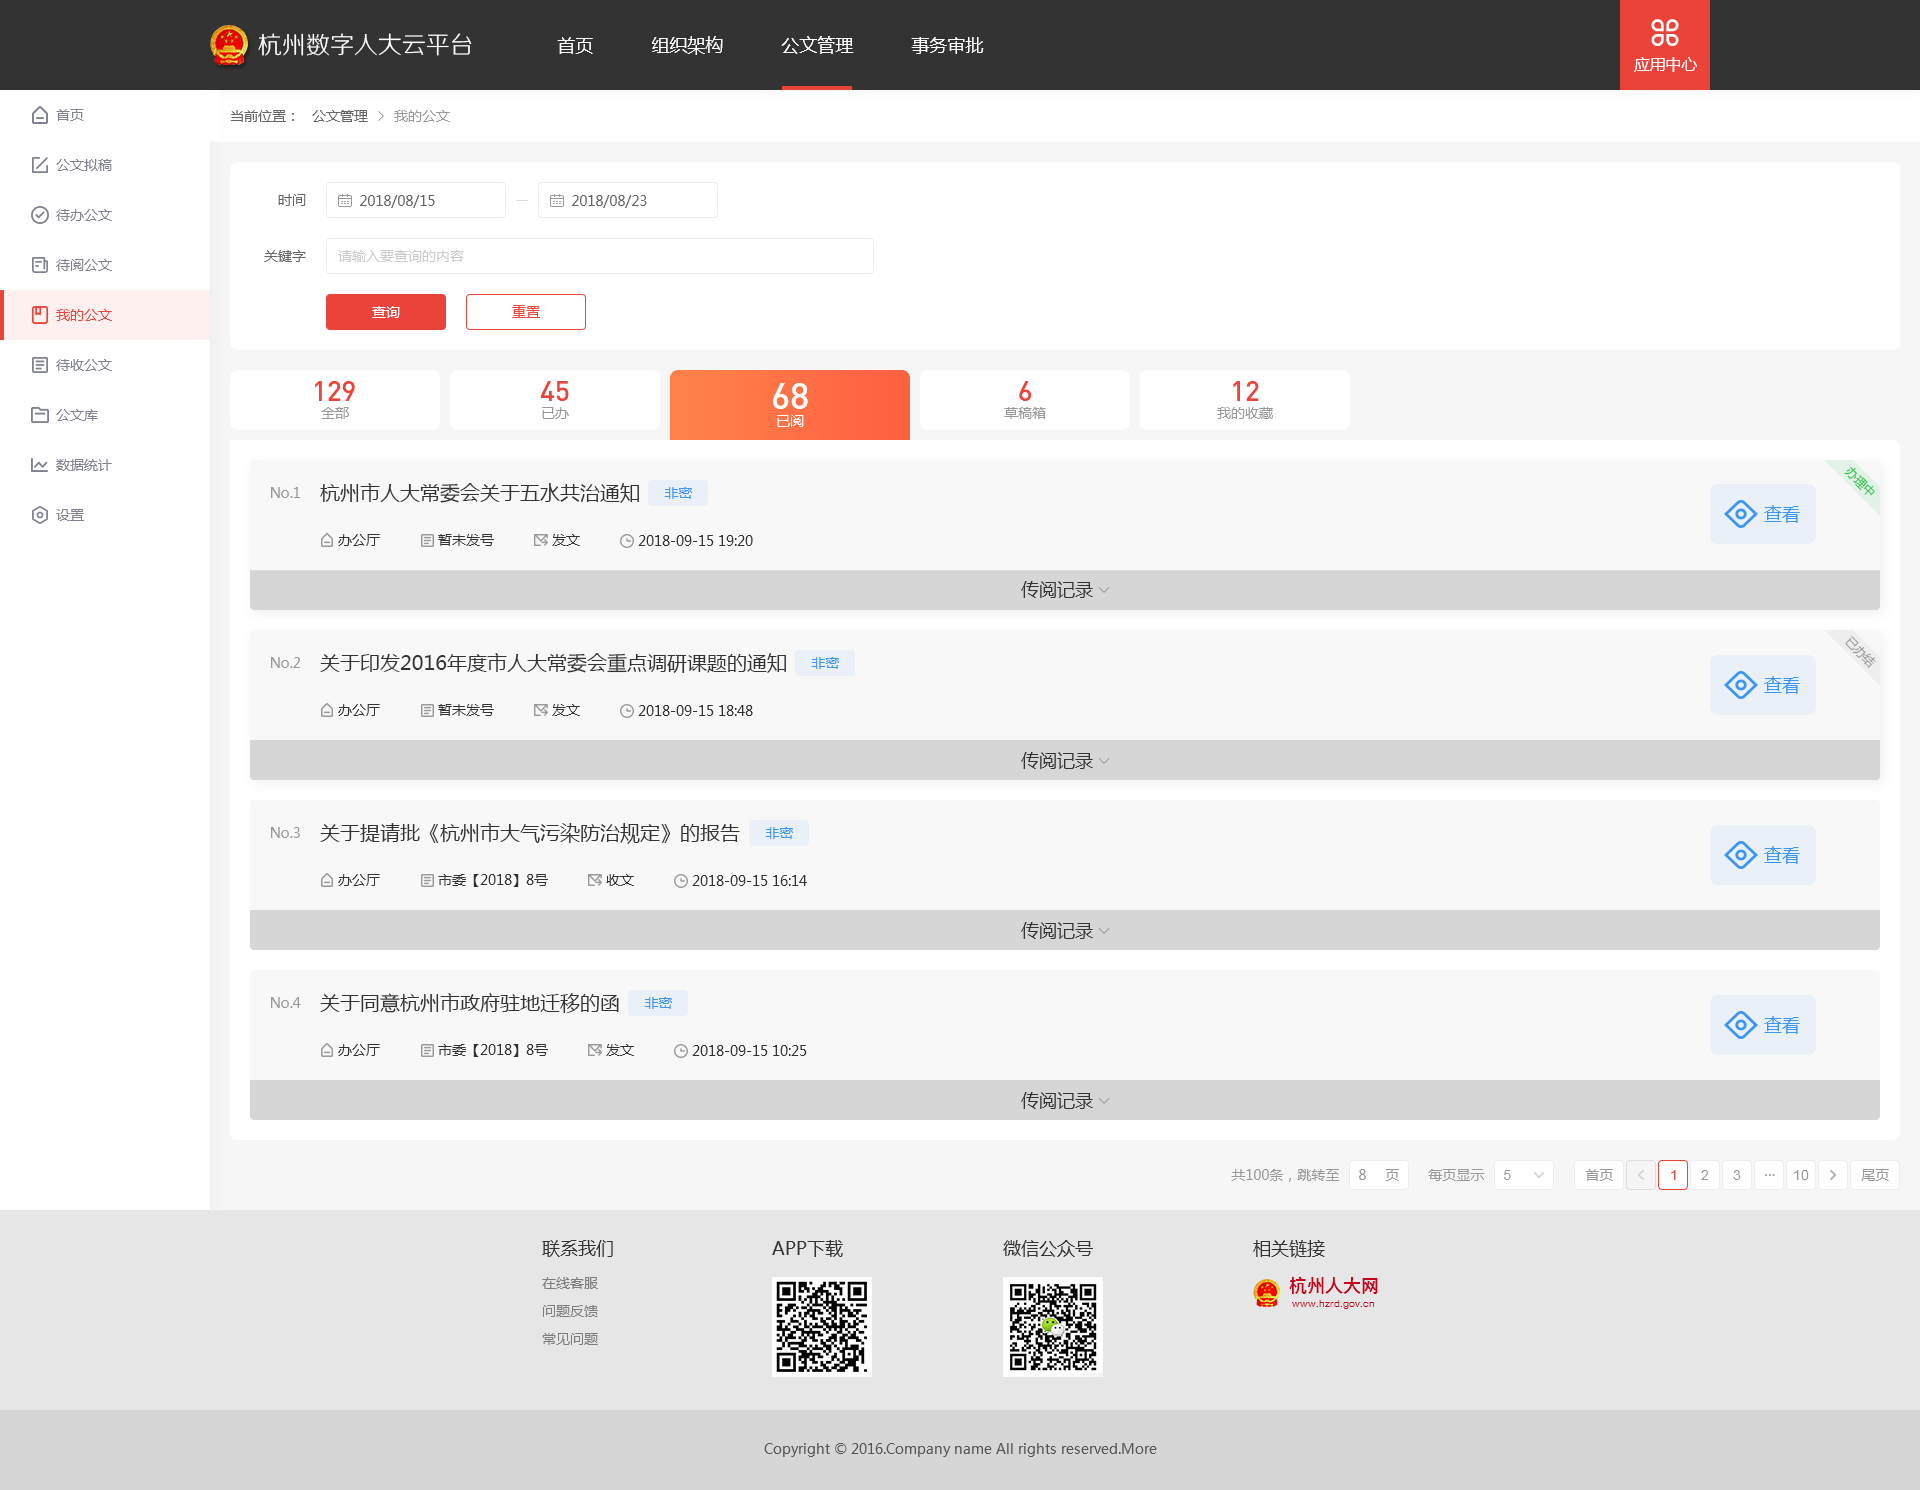 杭州数字人大云平台
首页 组织架构 公文管理 事务审批
应用中心
首页
公文拟稿
待办公文
待阅公文
我的公文
待收公文
公文库
数据统计
设置
当前位置： 公文管理 > 我的公文
时间 2018/08/15 — 2018/08/23
关键字 请输入要查询的内容
查询 重置
129 45 68 6 12
全部 已办 已阅 草稿箱 我的收藏
No.1 杭州市人大常委会关于五水共治通知 非密
办公厅 暂未发号 发文 2018-09-15 19:20
查看
办理中
传阅记录
No.2 关于印发2016年度市人大常委会重点调研课题的通知 非密
办公厅 暂未发号 发文 2018-09-15 18:48
查看
已办结
传阅记录
No.3 关于提请批《杭州市大气污染防治规定》的报告 非密
办公厅 市委【2018】8号 收文 2018-09-15 16:14
查看
传阅记录
No.4 关于同意杭州市政府驻地迁移的函 非密
办公厅 市委【2018】8号 发文 2018-09-15 10:25
查看
传阅记录
共100条，跳转至 8 页 每页显示 5 首页 < 1 2 3 ··· 10 > 尾页
联系我们
在线客服
问题反馈
常见问题
APP下载
微信公众号
相关链接
杭州人大网
www.hzrd.gov.cn
Copyright © 2016.Company name All rights reserved.More